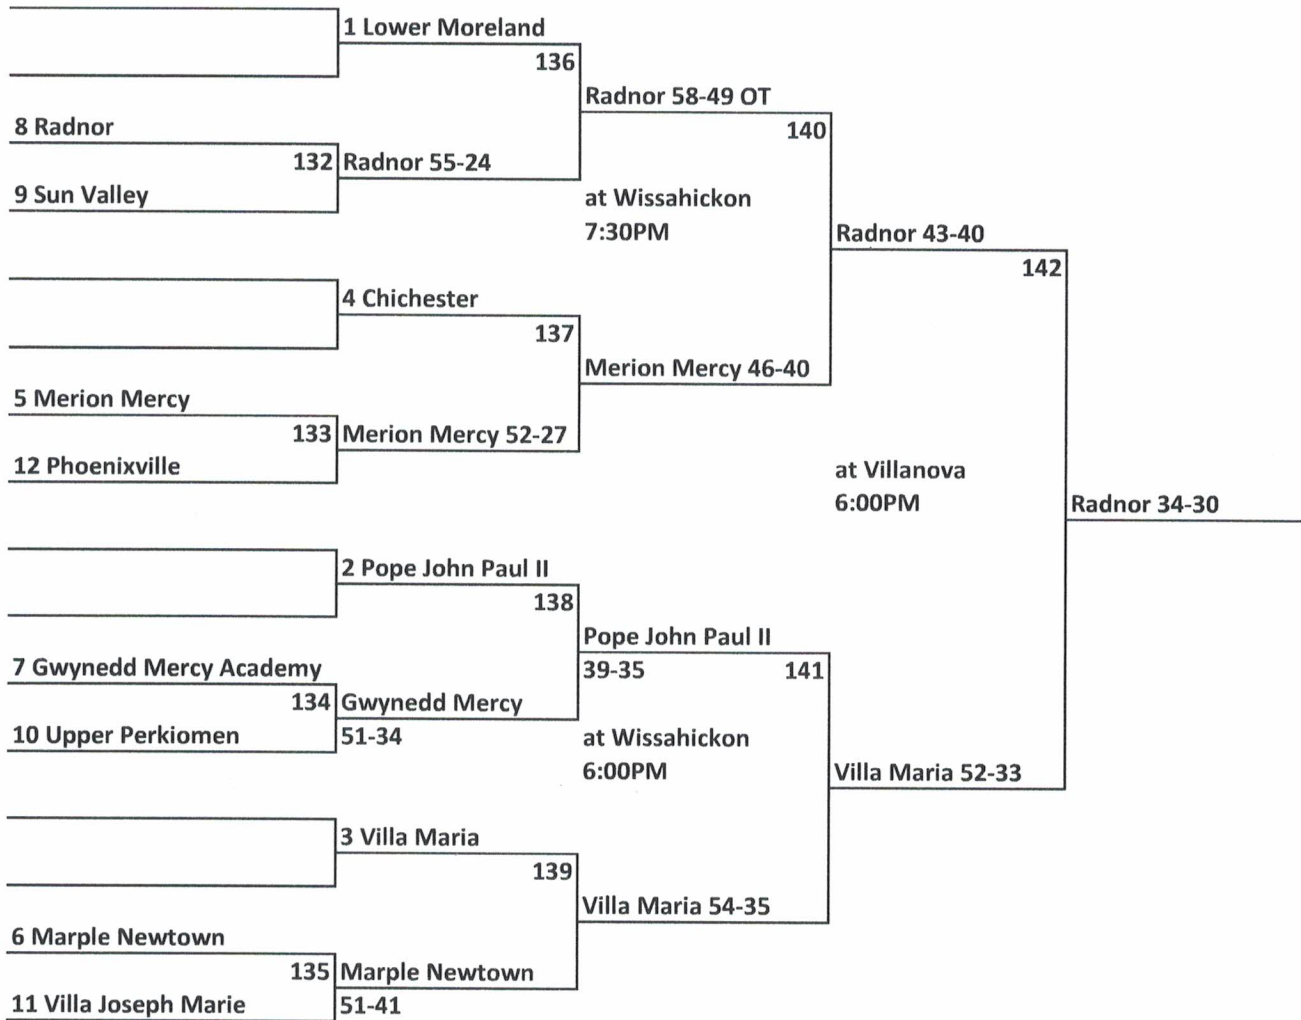 1 Lower Moreland
136
Radnor 58-49 OT
140
8 Radnor
132
Radnor 55-24
9 Sun Valley
at Wissahickon
7:30PM
Radnor 43-40
142
4 Chichester
137
Merion Mercy 46-40
5 Merion Mercy
133
Merion Mercy 52-27
12 Phoenixville
at Villanova
6:00PM
Radnor 34-30
2 Pope John Paul II
138
Pope John Paul II
39-35
141
7 Gwynedd Mercy Academy
134
Gwynedd Mercy
51-34
10 Upper Perkiomen
at Wissahickon
6:00PM
Villa Maria 52-33
3 Villa Maria
139
Villa Maria 54-35
6 Marple Newtown
135
Marple Newtown
51-41
11 Villa Joseph Marie